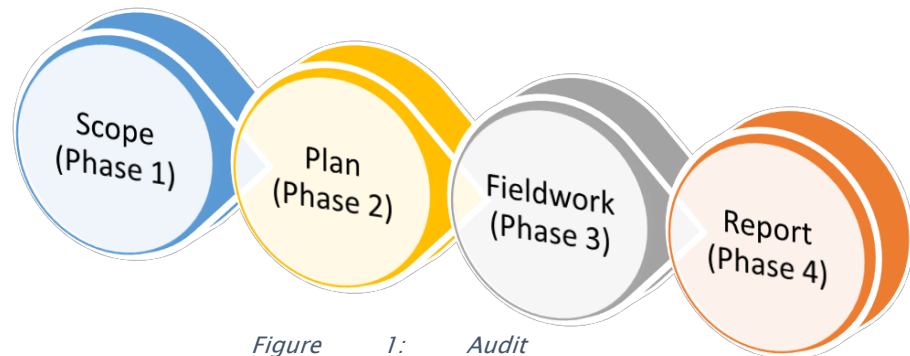 Scope
(Phase 1)
Plan
(Phase 2)
Fieldwork
(Phase 3)
Report
(Phase 4)
Figure 1: Audit